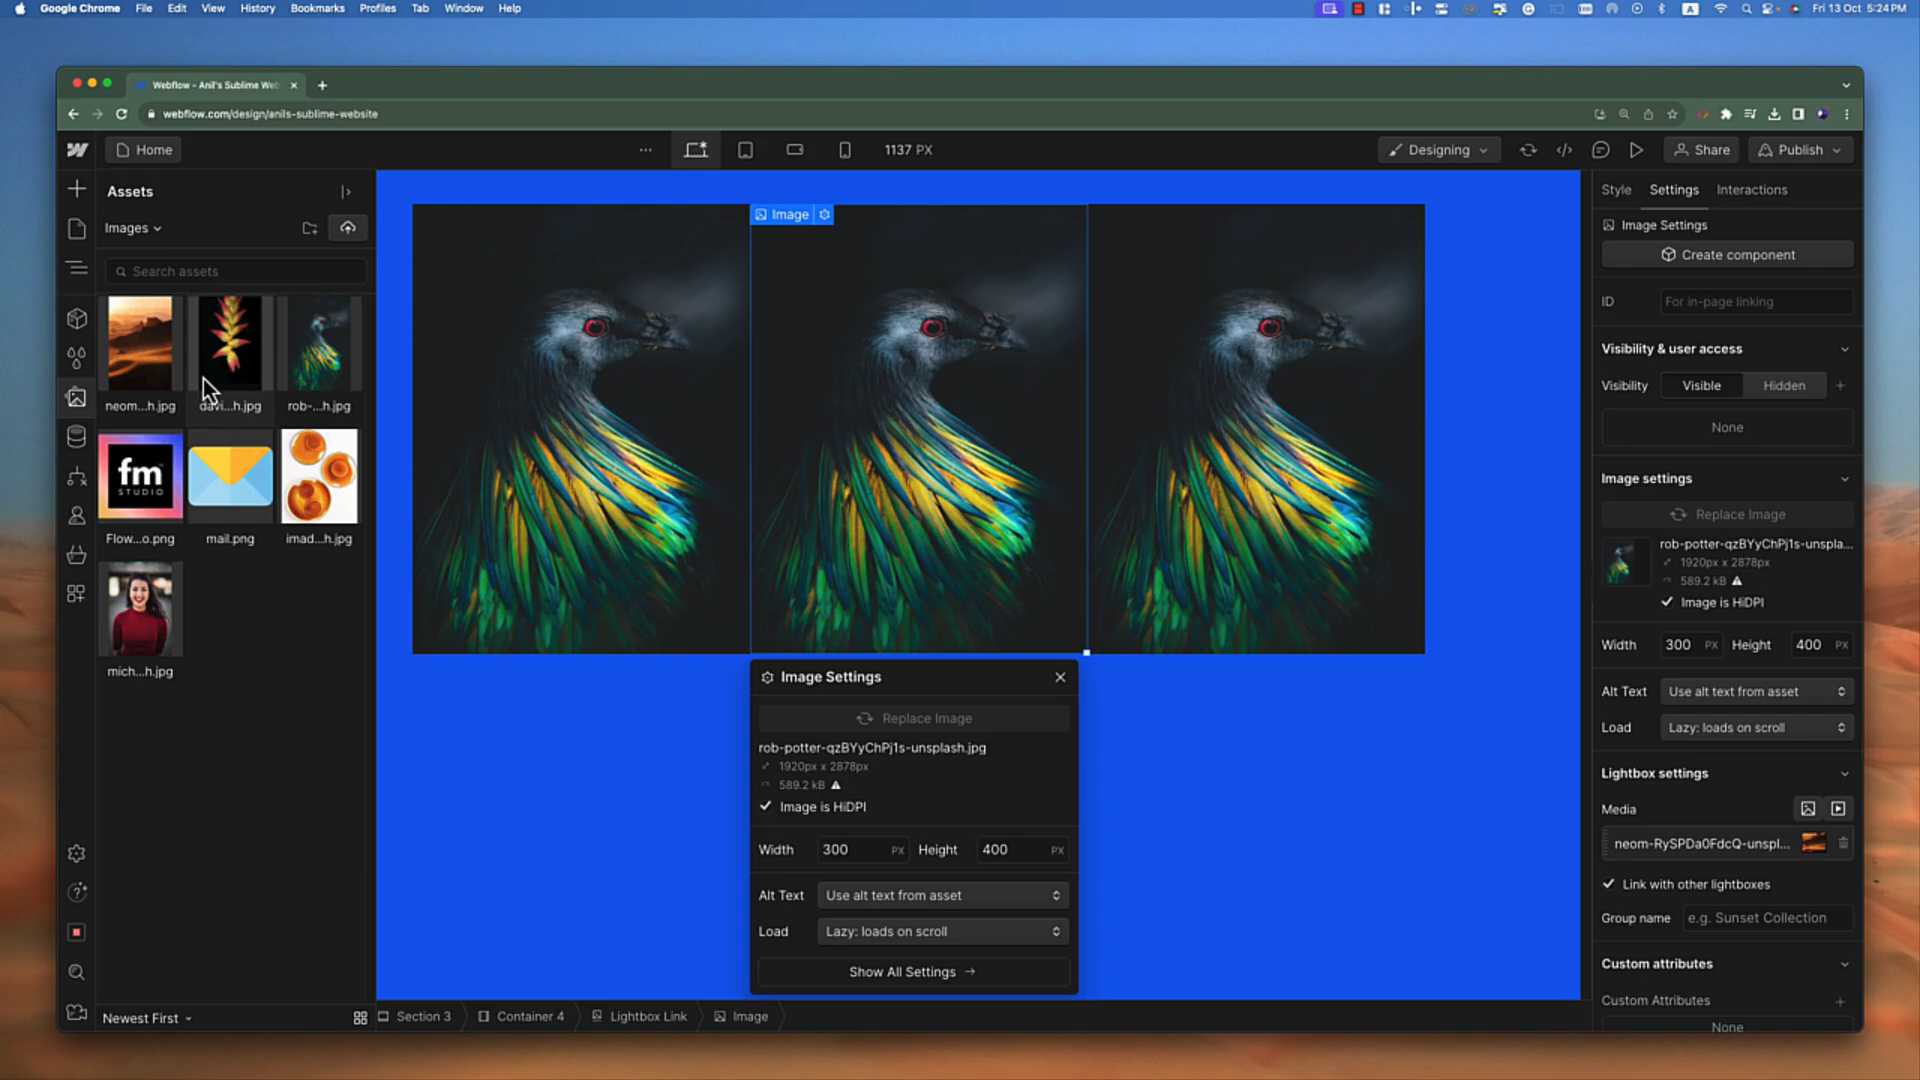 Google Chrome File Edit View History Bookmarks Profiles Tab Window Help
A
Fri 13 Oct 5:24 PM
Webflow - Anil's Sublime Web
webflow.com/design/anils-sublime-website
Home
1137 PX
Designing
Share
Publish
Assets
Images
Search assets
neom...h.jpg
davi...h.jpg
rob-...h.jpg
fm
STUDIO
Flow...o.png
mail.png
imad...h.jpg
mich...h.jpg
Newest First
Image
Image Settings
Replace Image
rob-potter-qzBYyChPj1s-unsplash.jpg
1920px x 2878px
589.2 kB
Image is HiDPI
Width 300 PX Height 400 PX
Alt Text Use alt text from asset
Load Lazy: loads on scroll
Show All Settings
Section 3 Container 4 Lightbox Link Image
Style Settings Interactions
Image Settings
Create component
ID For in-page linking
Visibility & user access
Visibility Visible Hidden
None
Image settings
Replace Image
rob-potter-qzBYyChPj1s-unspla...
1920px x 2878px
589.2 kB
Image is HiDPI
Width 300 PX Height 400 PX
Alt Text Use alt text from asset
Load Lazy: loads on scroll
Lightbox settings
Media
neom-RySPDa0FdcQ-unspl...
Link with other lightboxes
Group name e.g. Sunset Collection
Custom attributes
Custom Attributes
None